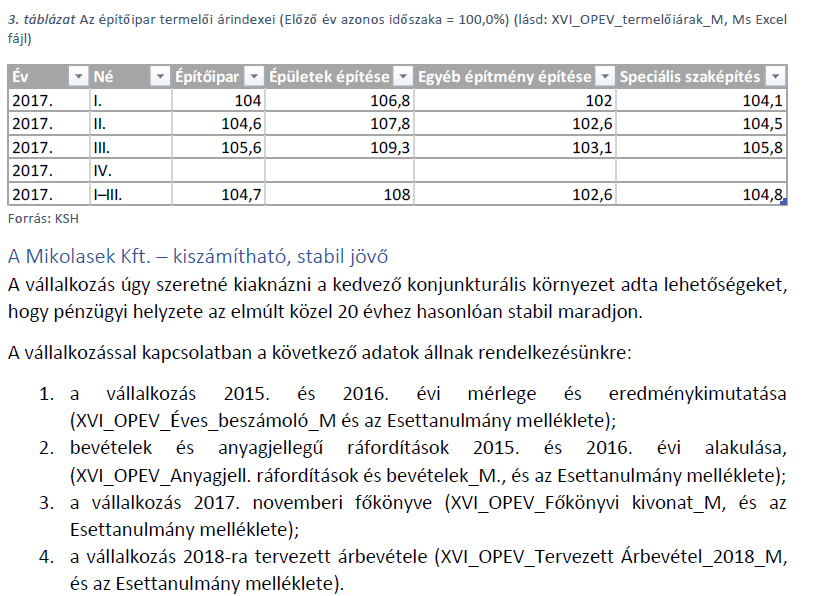 3. táblázat Az építőipar termelői árindexei (Előző év azonos időszaka = 100,0%) (lásd: XVI_OPEV_termelőiárak_M, Ms Excel
fájl)
Év Né Építőipar Épületek építése Egyéb építmény építése Speciális szaképítés
2017. I. 104 106,8 102 104,1
2017. II. 104,6 107,8 102,6 104,5
2017. III. 105,6 109,3 103,1 105,8
2017. IV.
2017. I–III. 104,7 108 102,6 104,8
Forrás: KSH
A Mikolasek Kft. – kiszámítható, stabil jövő
A vállalkozás úgy szeretné kiaknázni a kedvező konjunkturális környezet adta lehetőségeket,
hogy pénzügyi helyzete az elmúlt közel 20 évhez hasonlóan stabil maradjon.
A vállalkozással kapcsolatban a következő adatok állnak rendelkezésünkre:
1. a vállalkozás 2015. és 2016. évi mérlege és eredménykimutatása
(XVI_OPEV_Éves_beszámoló_M és az Esettanulmány melléklete);
2. bevételek és anyagjellegű ráfordítások 2015. és 2016. évi alakulása,
(XVI_OPEV_Anyagjell. ráfordítások és bevételek_M., és az Esettanulmány melléklete);
3. a vállalkozás 2017. novemberi főkönyve (XVI_OPEV_Főkönyvi kivonat_M, és az
Esettanulmány melléklete);
4. a vállalkozás 2018-ra tervezett árbevétele (XVI_OPEV_Tervezett Árbevétel_2018_M,
és az Esettanulmány melléklete).